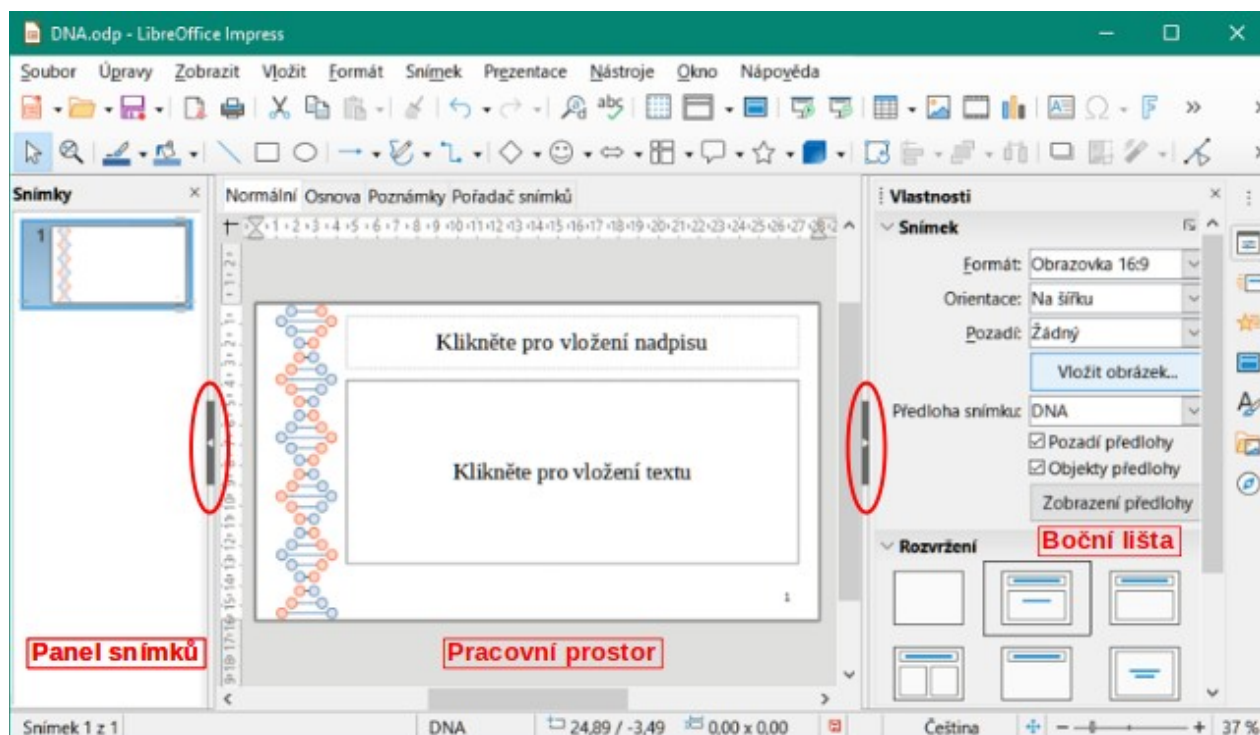 DNA.odp - LibreOffice Impress
Soubor Úpravy Zobrazit Vložit Formát Snímek Prezentace Nástroje Okno Nápověda
Snímky
Normální Osnova Poznámky Pořadač snímků
Vlastnosti
1
Snímek
Formát: Obrazovka 16:9
Orientace: Na šířku
Pozadí: Žádný
Vložit obrázek...
Předloha snímku: DNA
Pozadí předlohy
Objekty předlohy
Zobrazení předlohy
Klikněte pro vložení nadpisu
Klikněte pro vložení textu
1
Boční lišta
Rozvržení
Panel snímků
Pracovní prostor
Snímek 1 z 1 DNA 24,89 / -3,49 0,00 x 0,00 Čeština 37 %